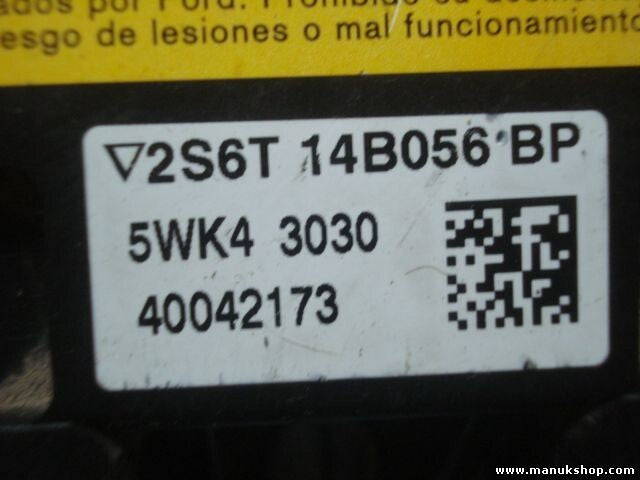 ados por Ford. Prohibido su
esgo de lesiones o mal funcionamiento
▽2S6T 14B056 BP
5WK4 3030
40042173
www.manukshop.com